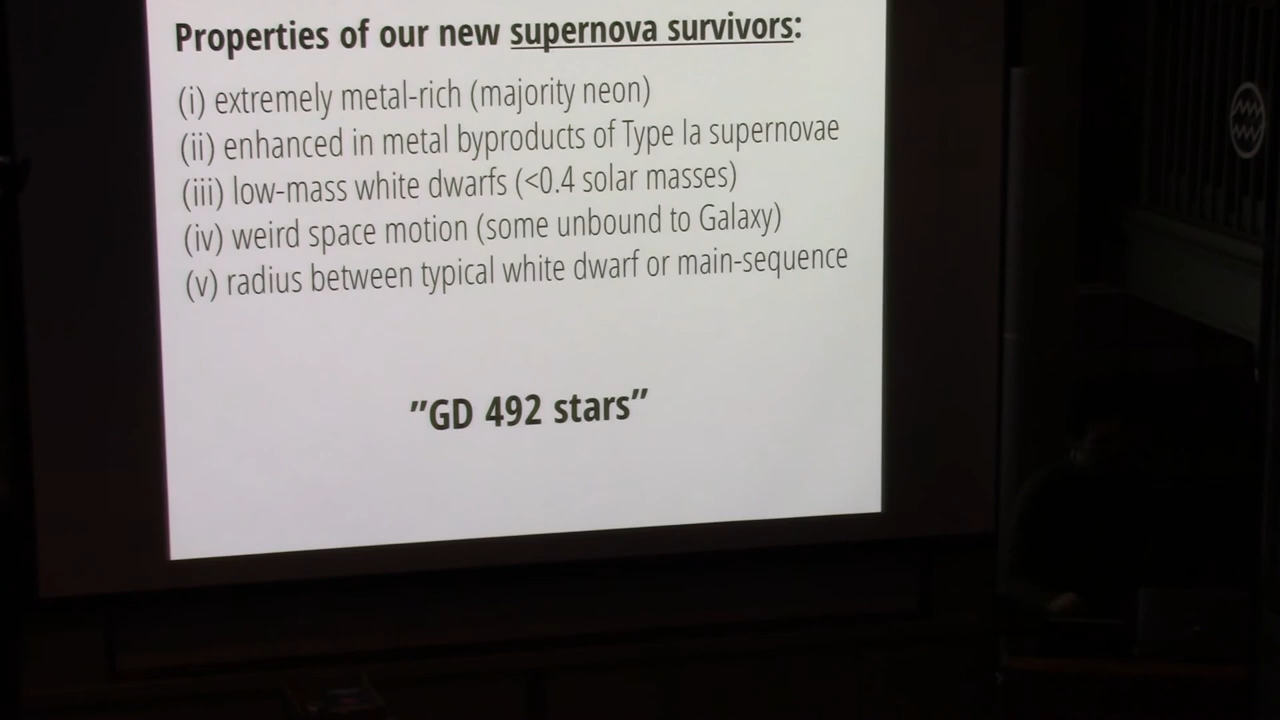 Properties of our new supernova survivors:
(i) extremely metal-rich (majority neon)
(ii) enhanced in metal byproducts of Type Ia supernovae
(iii) low-mass white dwarfs (<0.4 solar masses)
(iv) weird space motion (some unbound to Galaxy)
(v) radius between typical white dwarf or main-sequence
”GD 492 stars”